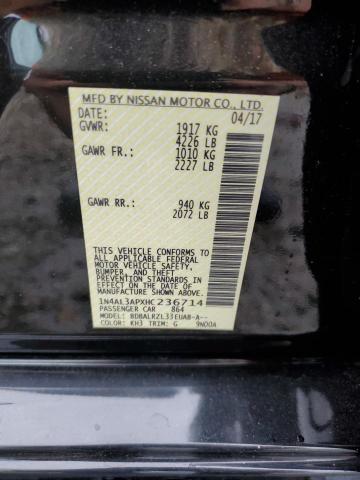 MFD BY NISSAN MOTOR CO., LTD.
DATE: 04/17
GVWR: 1917 KG
4226 LB
GAWR FR.: 1010 KG
2227 LB
GAWR RR.: 940 KG
2072 LB
THIS VEHICLE CONFORMS TO
ALL APPLICABLE FEDERAL
MOTOR VEHICLE SAFETY,
BUMPER, AND THEFT
PREVENTION STANDARDS IN
EFFECT ON THE DATE OF
MANUFACTURE SHOWN ABOVE.
1N4AL3APXHC236714
PASSENGER CAR 864
MODEL: BDBALRZL33EUAB-A--
COLOR: KH3 TRIM: G 9N00A